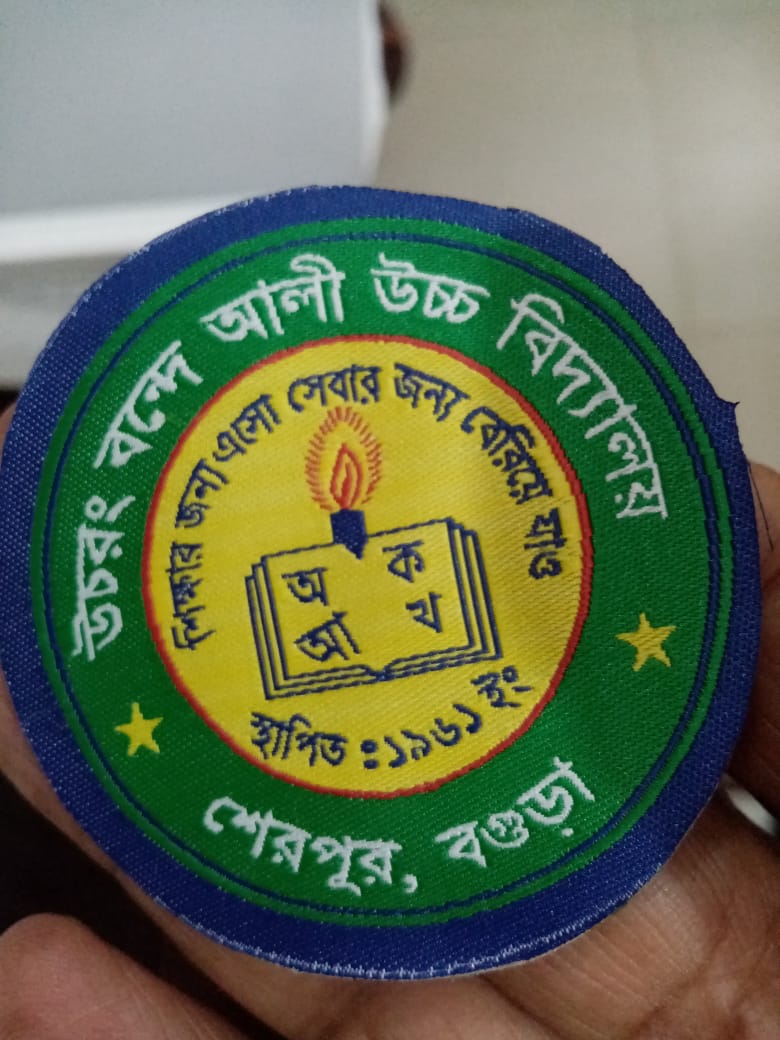 উচরং বন্দে আলী উচ্চ বিদ্যালয়
শিক্ষার জন্য এসো সেবার জন্য বেরিয়ে যাও
অ ক
আ খ
স্থাপিত :১৯৬১ ইং
শেরপুর, বগুড়া